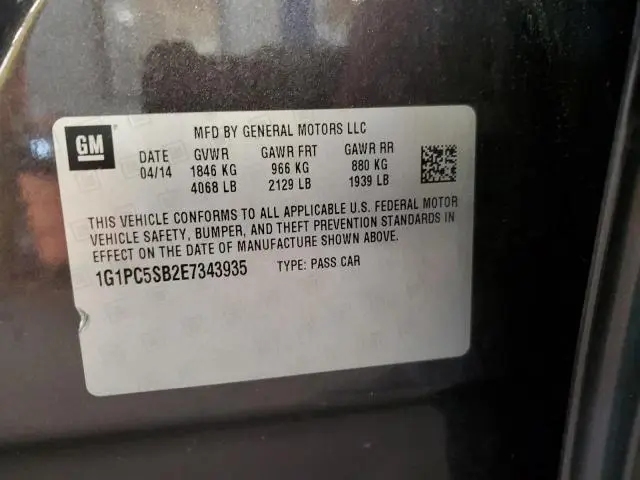 GM
MFD BY GENERAL MOTORS LLC
DATE GVWR GAWR FRT GAWR RR
04/14 1846 KG 966 KG 880 KG
4068 LB 2129 LB 1939 LB
THIS VEHICLE CONFORMS TO ALL APPLICABLE U.S. FEDERAL MOTOR
VEHICLE SAFETY, BUMPER, AND THEFT PREVENTION STANDARDS IN
EFFECT ON THE DATE OF MANUFACTURE SHOWN ABOVE.
1G1PC5SB2E7343935 TYPE: PASS CAR